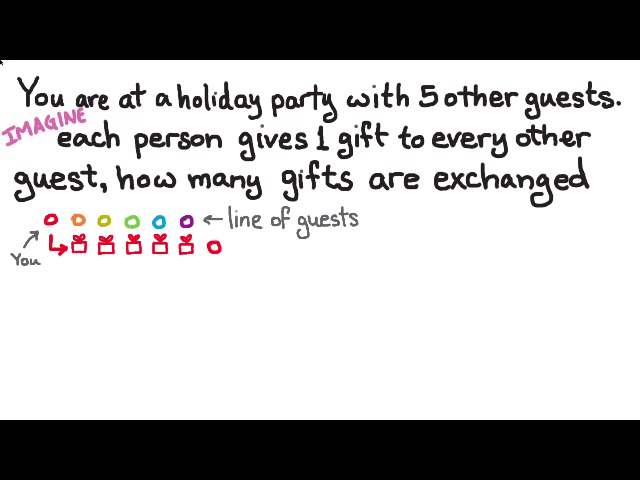 You are at a holiday party with 5 other guests.
IMAGINE each person gives 1 gift to every other
guest, how many gifts are exchanged
← line of guests
You